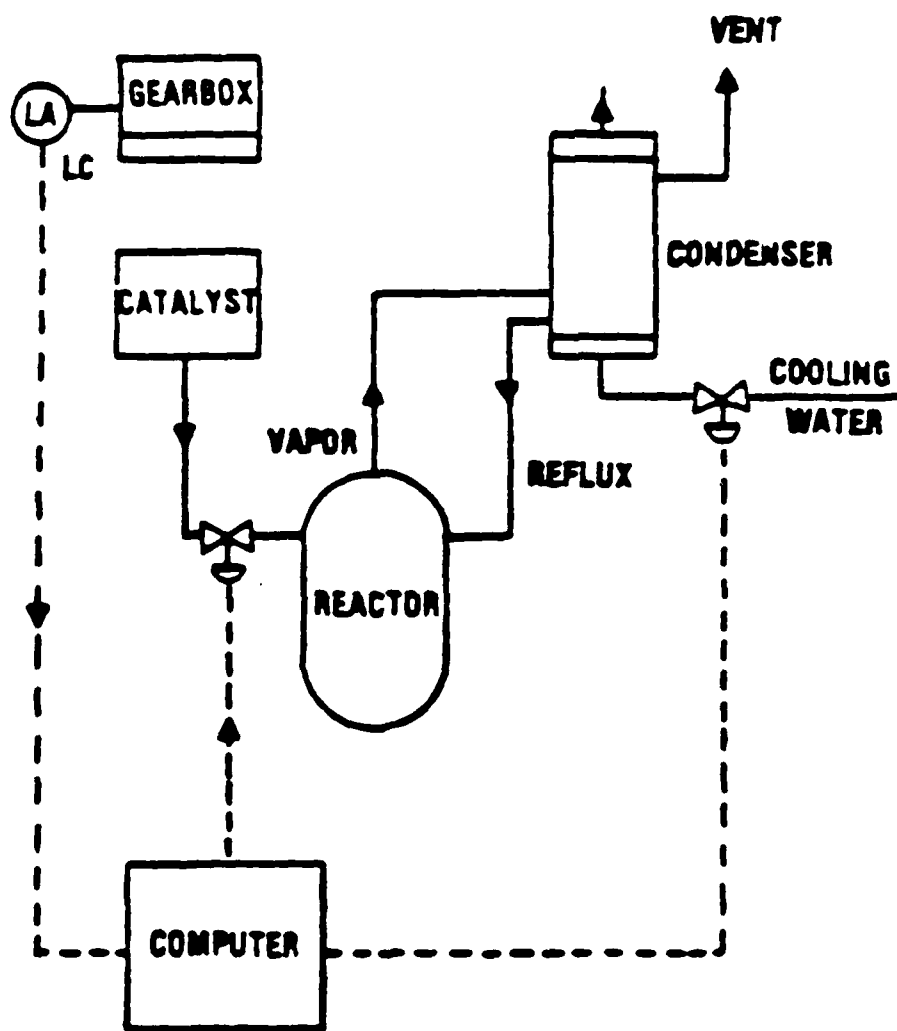 VENT
GEARBOX
LA
LC
CONDENSER
CATALYST
COOLING
WATER
VAPOR
REFLUX
REACTOR
COMPUTER